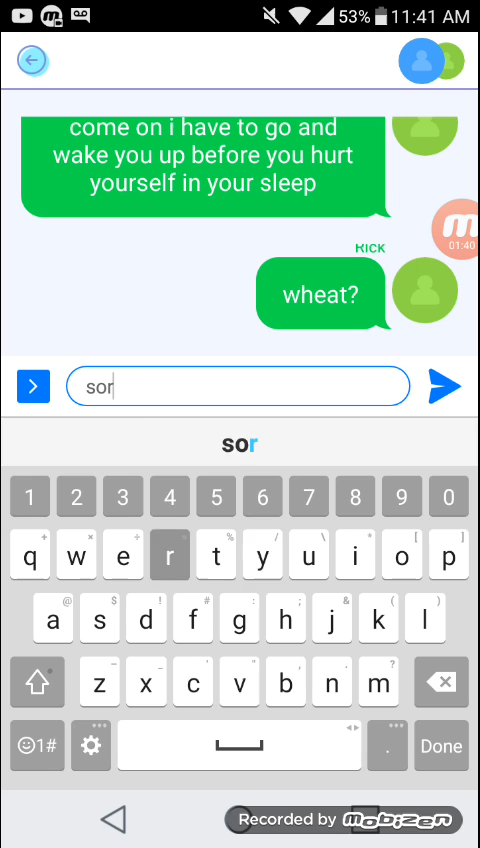 53% 11:41 AM
come on i have to go and
wake you up before you hurt
yourself in your sleep
01:40
RICK
wheat?
sor
sor
1 2 3 4 5 6 7 8 9 0
q w e r t y u i o p
a s d f g h j k l
z x c v b n m
1# . Done
Recorded by Mobizen